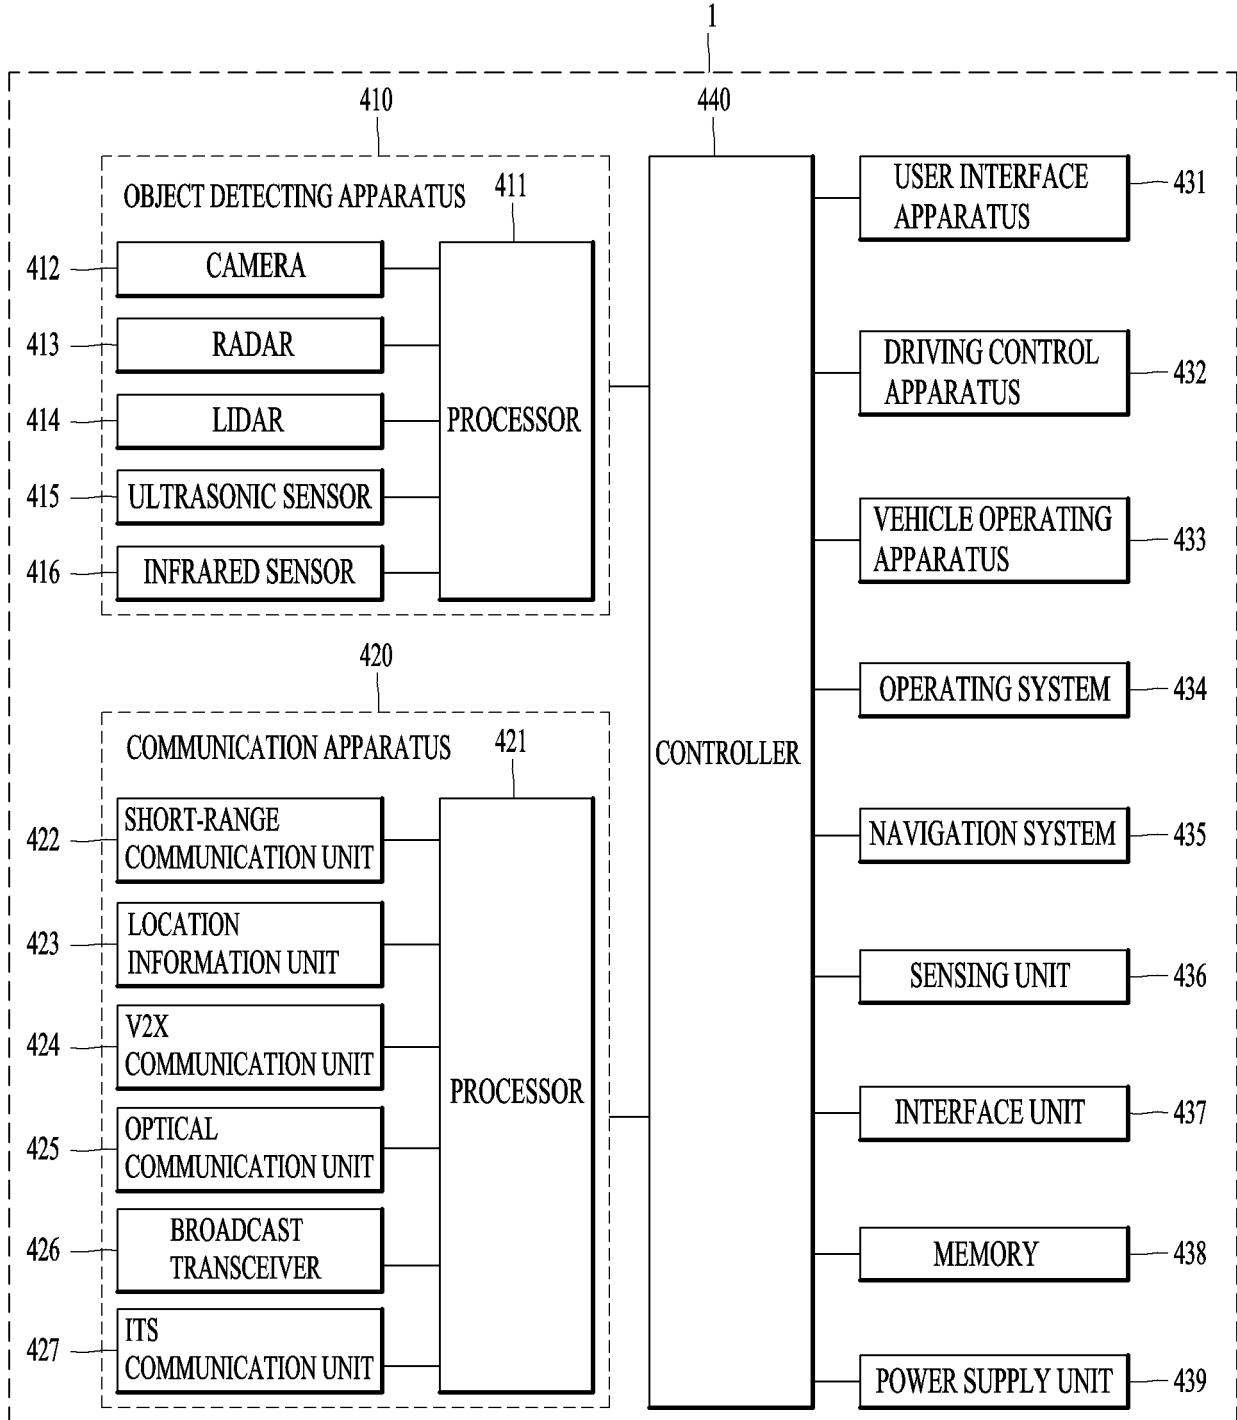 1
410
440
OBJECT DETECTING APPARATUS
411
412
CAMERA
413
RADAR
414
LIDAR
415
ULTRASONIC SENSOR
416
INFRARED SENSOR
PROCESSOR
420
COMMUNICATION APPARATUS
421
422
SHORT-RANGE
COMMUNICATION UNIT
423
LOCATION
INFORMATION UNIT
424
V2X
COMMUNICATION UNIT
425
OPTICAL
COMMUNICATION UNIT
426
BROADCAST
TRANSCEIVER
427
ITS
COMMUNICATION UNIT
PROCESSOR
CONTROLLER
USER INTERFACE
APPARATUS
431
DRIVING CONTROL
APPARATUS
432
VEHICLE OPERATING
APPARATUS
433
OPERATING SYSTEM
434
NAVIGATION SYSTEM
435
SENSING UNIT
436
INTERFACE UNIT
437
MEMORY
438
POWER SUPPLY UNIT
439